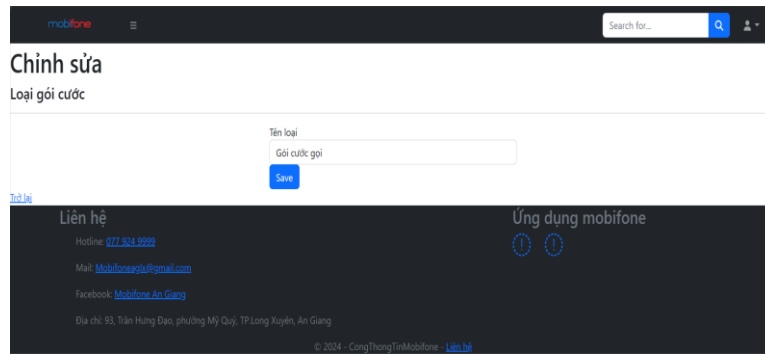 mobifone
Search for...
Chỉnh sửa
Loại gói cước
Tên loại
Gói cước gọi
Save
Trở lại
Liên hệ
Ứng dụng mobifone
Hotline: 077 924 9999
Mail: Mobifoneaglx@gmail.com
Facebook: Mobifone An Giang
Địa chỉ: 93, Trần Hưng Đạo, phường Mỹ Quý, TP.Long Xuyên, An Giang
© 2024 - CongThongTinMobifone - Liên hệ